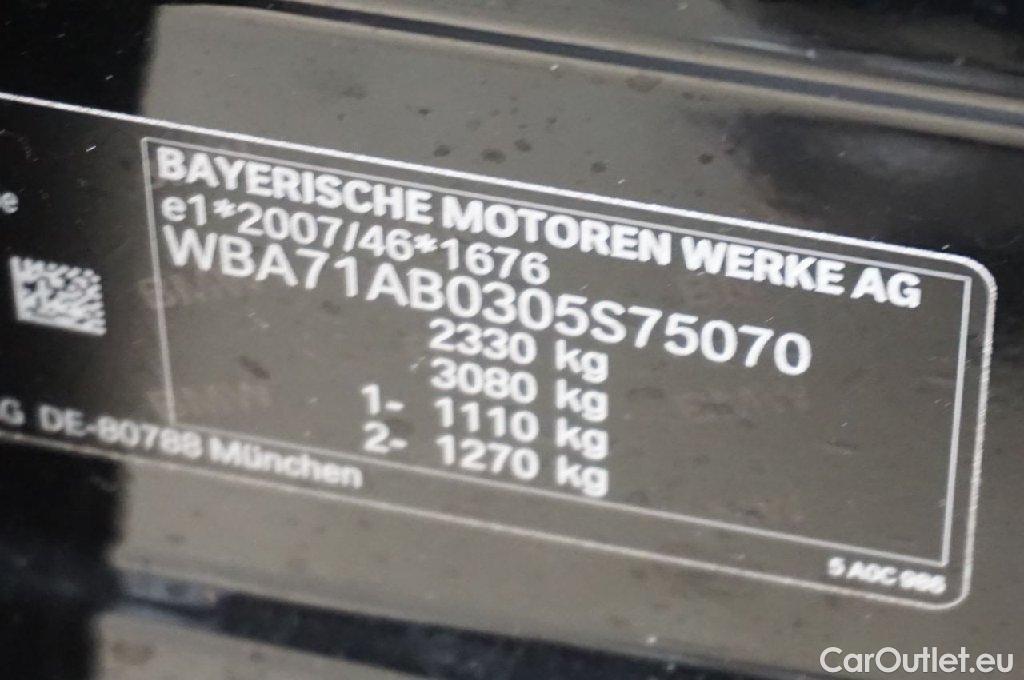 BAYERISCHE MOTOREN WERKE AG
e1*2007/46*1676
WBA71AB0305S75070
2330 kg
3080 kg
1- 1110 kg
2- 1270 kg
e
G DE-80788 München
5 A0C 986
CarOutlet.eu